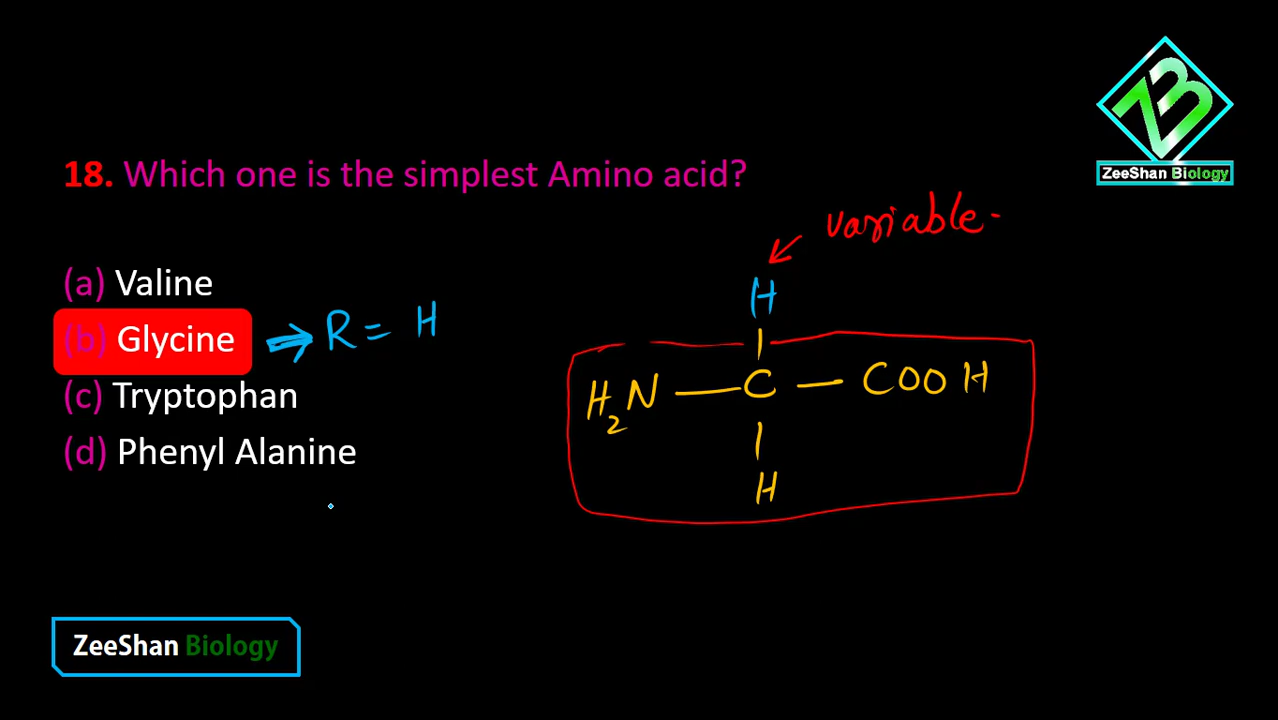 ZB
ZeeShan Biology
18. Which one is the simplest Amino acid?
variable-
(a) Valine
H
(b) Glycine ⇒ R = H
H₂N — C — COOH
(c) Tryptophan
(d) Phenyl Alanine
H
ZeeShan Biology